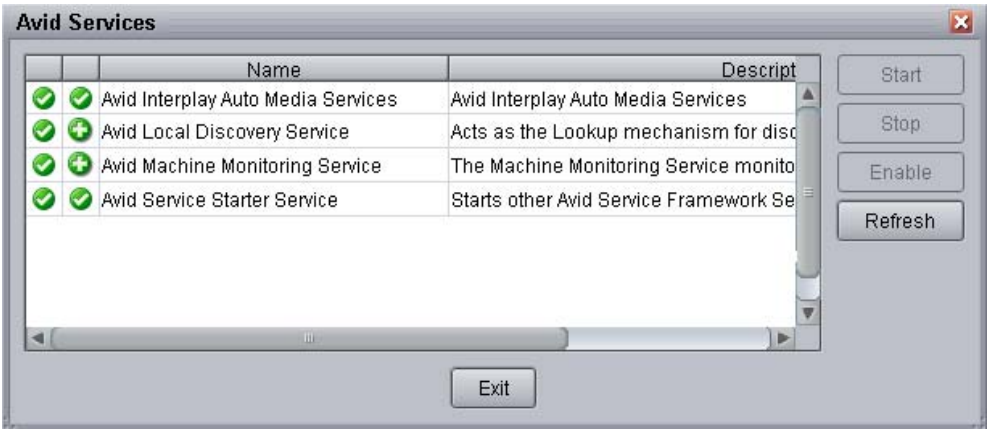 Avid Services
Name Descript
Avid Interplay Auto Media Services Avid Interplay Auto Media Services
Avid Local Discovery Service Acts as the Lookup mechanism for disc
Avid Machine Monitoring Service The Machine Monitoring Service monito
Avid Service Starter Service Starts other Avid Service Framework Se
Start
Stop
Enable
Refresh
Exit